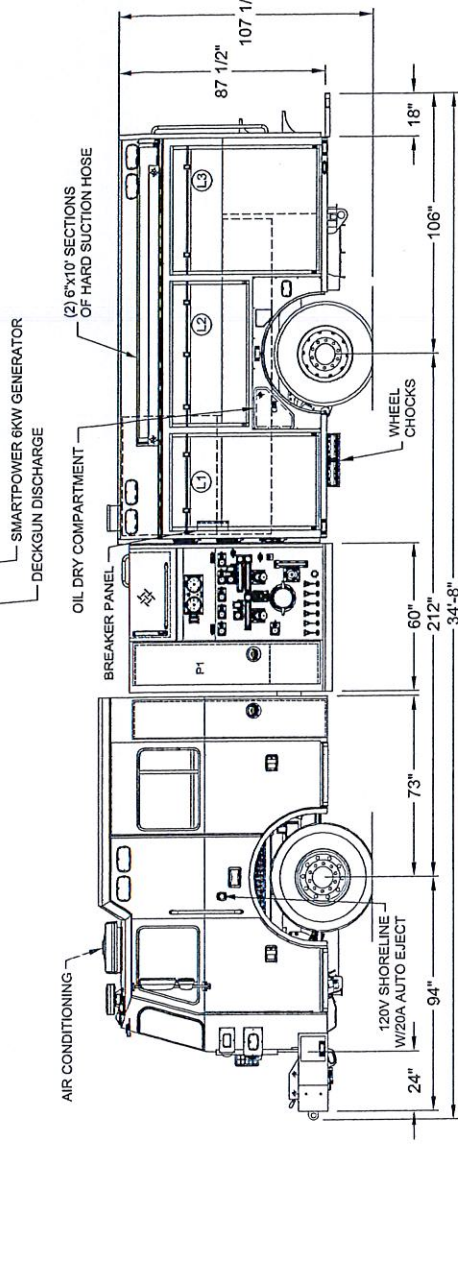 SMARTPOWER 6KW GENERATOR
DECKGUN DISCHARGE
(2) 6"x10' SECTIONS
OF HARD SUCTION HOSE
OIL DRY COMPARTMENT
BREAKER PANEL
AIR CONDITIONING
L1
L2
L3
P1
87 1/2"
107 1/
18"
WHEEL
CHOCKS
120V SHORELINE
W/20A AUTO EJECT
24"
94"
73"
60"
106"
212"
34'-8"